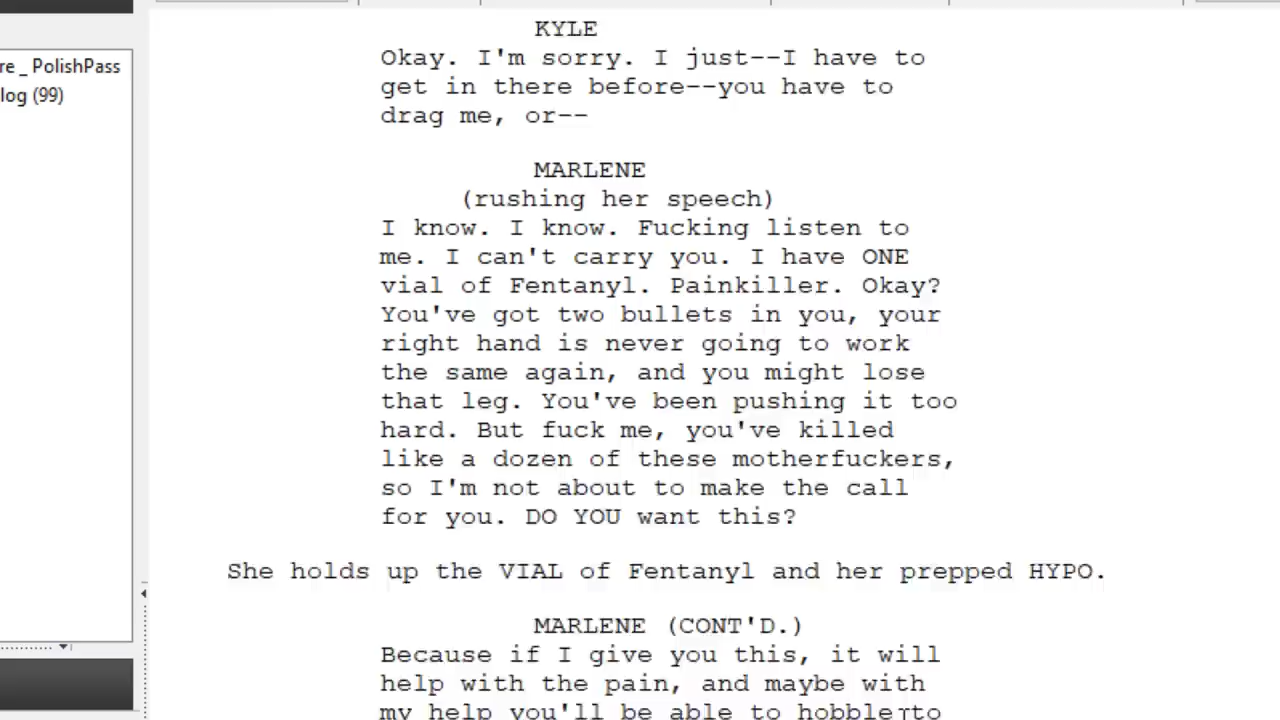 re _ PolishPass
log (99)
KYLE
Okay. I'm sorry. I just--I have to
get in there before--you have to
drag me, or--
MARLENE
(rushing her speech)
I know. I know. Fucking listen to
me. I can't carry you. I have ONE
vial of Fentanyl. Painkiller. Okay?
You've got two bullets in you, your
right hand is never going to work
the same again, and you might lose
that leg. You've been pushing it too
hard. But fuck me, you've killed
like a dozen of these motherfuckers,
so I'm not about to make the call
for you. DO YOU want this?
She holds up the VIAL of Fentanyl and her prepped HYPO.
MARLENE (CONT'D.)
Because if I give you this, it will
help with the pain, and maybe with
my help you'll be able to hobble to